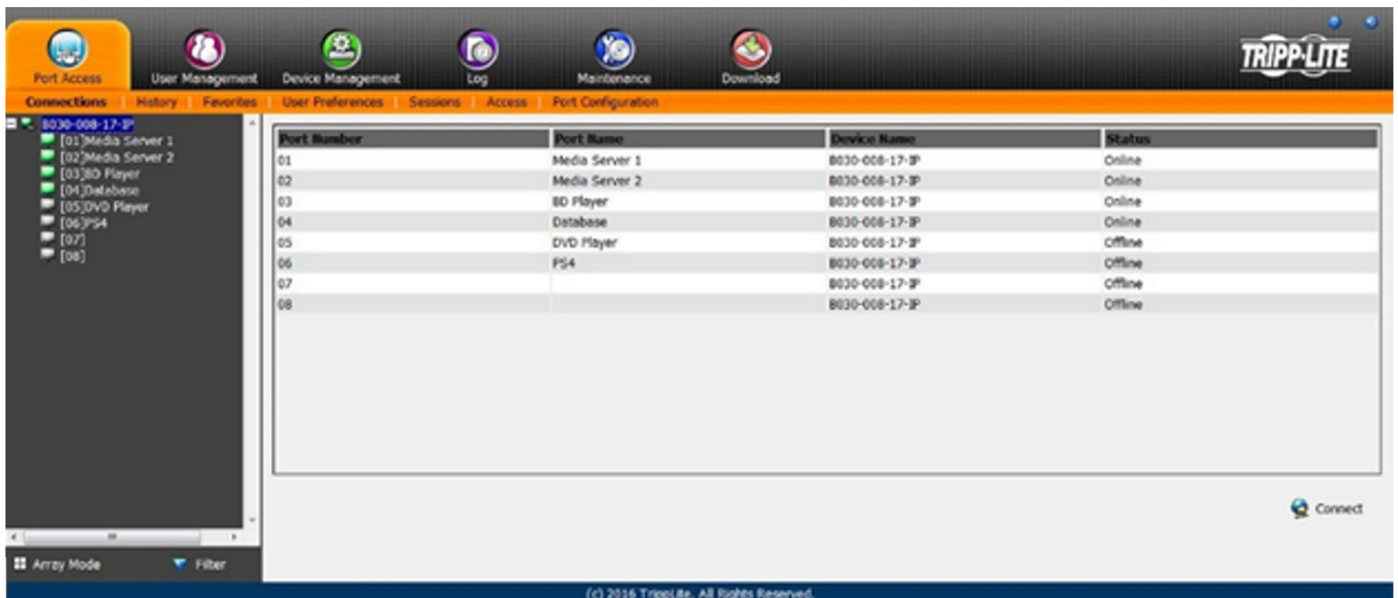 Port Access User Management Device Management Log Maintenance Download
TRIPP·LITE
Connections History Favorites User Preferences Sessions Access Port Configuration
B030-008-17-IP
[01]Media Server 1
[02]Media Server 2
[03]BD Player
[04]Database
[05]DVD Player
[06]PS4
[07]
[08]
Port Number Port Name Device Name Status
01 Media Server 1 B030-008-17-IP Online
02 Media Server 2 B030-008-17-IP Online
03 BD Player B030-008-17-IP Online
04 Database B030-008-17-IP Online
05 DVD Player B030-008-17-IP Offline
06 PS4 B030-008-17-IP Offline
07 B030-008-17-IP Offline
08 B030-008-17-IP Offline
Connect
Array Mode Filter
(c) 2016 TrippLite. All Rights Reserved.